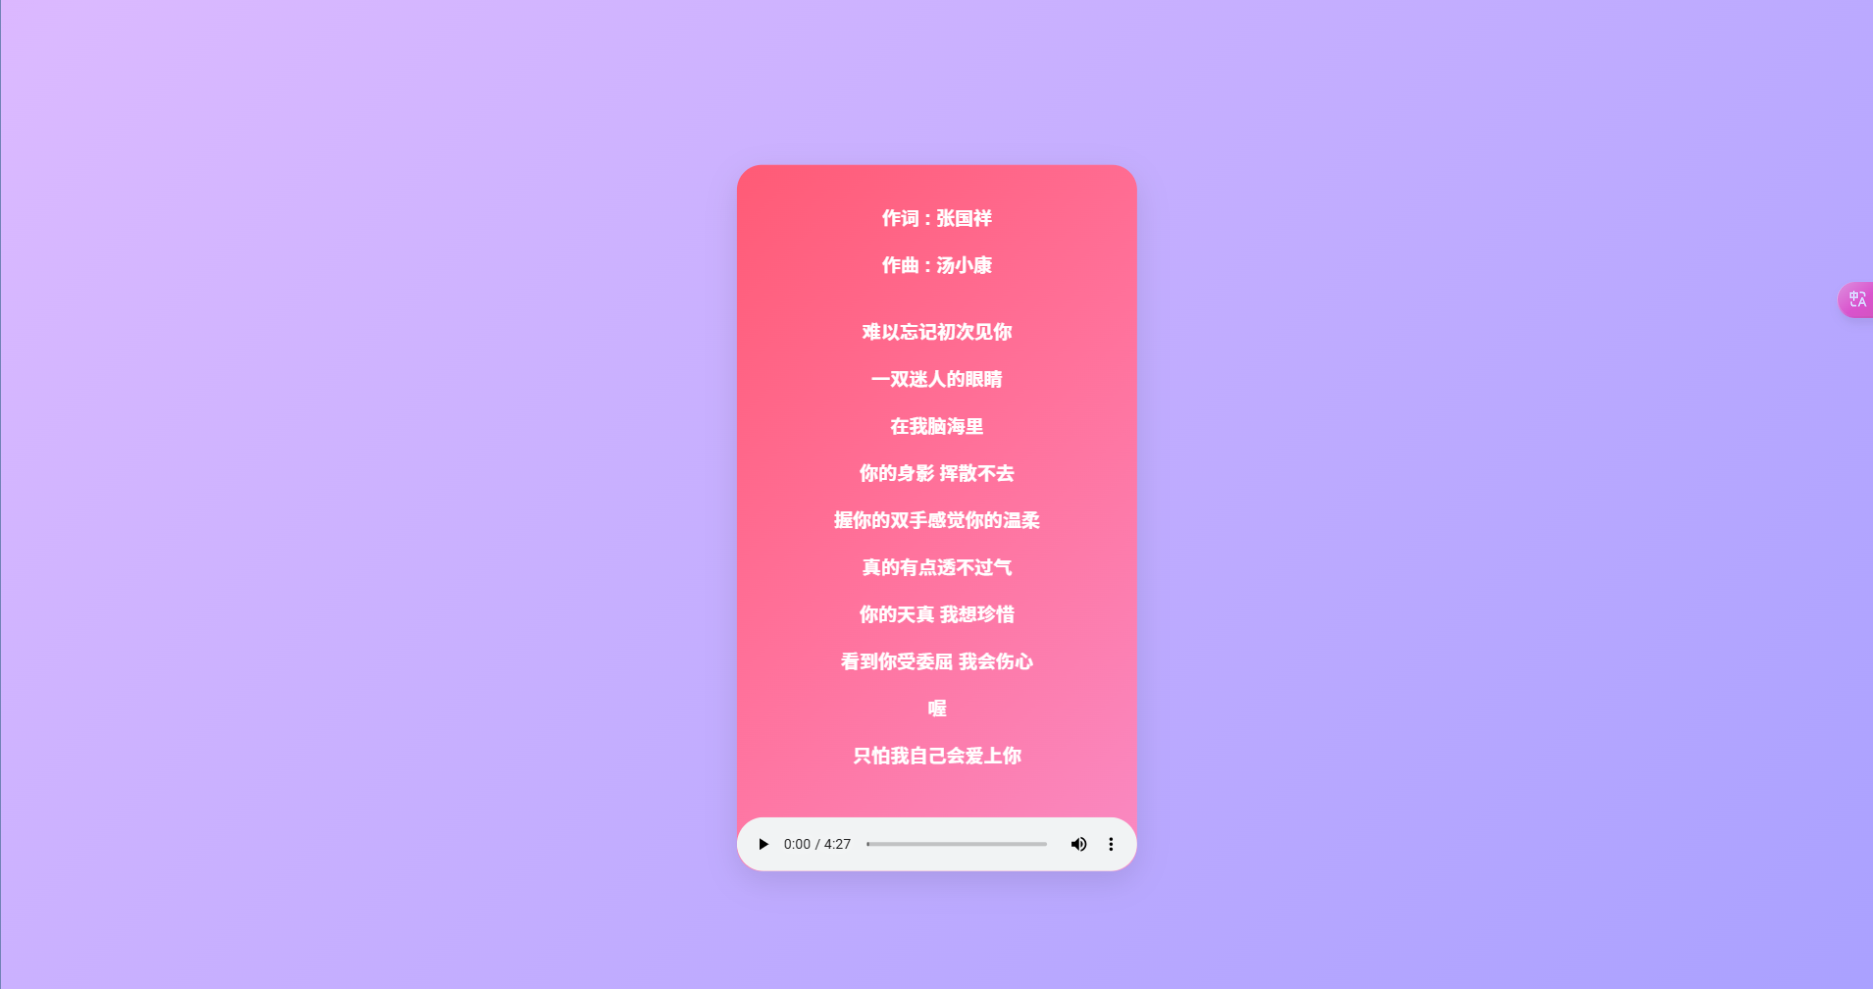 作词 : 张国祥
作曲 : 汤小康
难以忘记初次见你
一双迷人的眼睛
在我脑海里
你的身影 挥散不去
握你的双手感觉你的温柔
真的有点透不过气
你的天真 我想珍惜
看到你受委屈 我会伤心
喔
只怕我自己会爱上你
0:00 / 4:27
中A